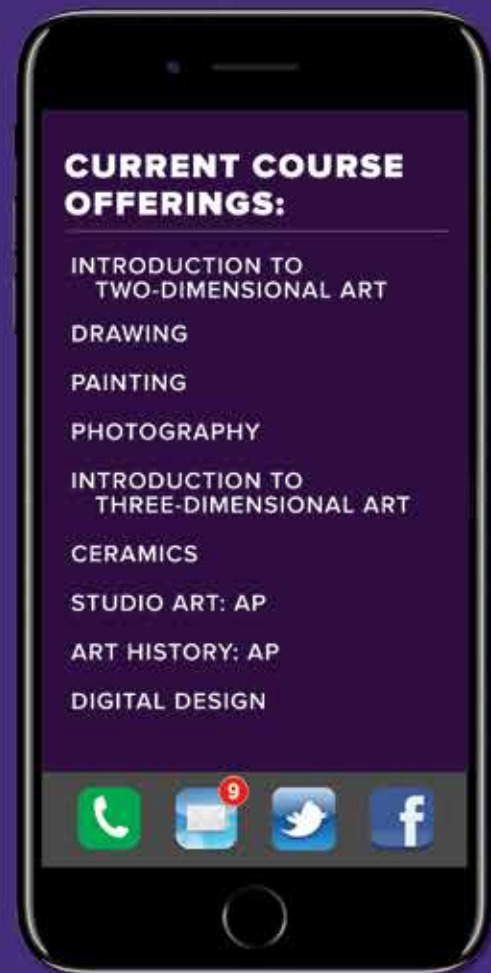 CURRENT COURSE
OFFERINGS:
INTRODUCTION TO
TWO-DIMENSIONAL ART
DRAWING
PAINTING
PHOTOGRAPHY
INTRODUCTION TO
THREE-DIMENSIONAL ART
CERAMICS
STUDIO ART: AP
ART HISTORY: AP
DIGITAL DESIGN
9
f